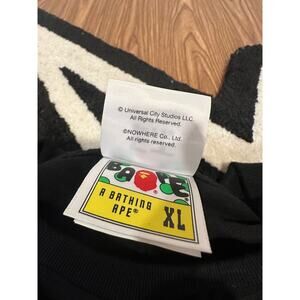 © Universal City Studios LLC.
All Rights Reserved.
©NOWHERE Co., Ltd.
All Rights Reserved.
BAPE
A BATHING
APE®
XL